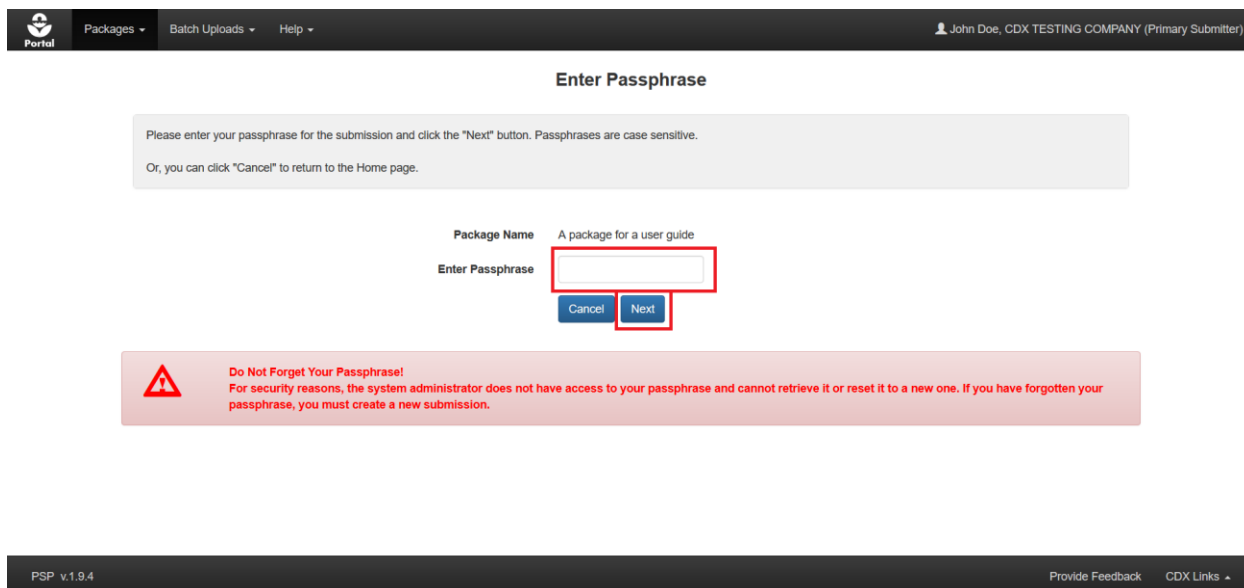 Portal
Packages
Batch Uploads
Help
John Doe, CDX TESTING COMPANY (Primary Submitter)
Enter Passphrase
Please enter your passphrase for the submission and click the "Next" button. Passphrases are case sensitive.
Or, you can click "Cancel" to return to the Home page.
Package Name A package for a user guide
Enter Passphrase
Cancel Next
Do Not Forget Your Passphrase!
For security reasons, the system administrator does not have access to your passphrase and cannot retrieve it or reset it to a new one. If you have forgotten your
passphrase, you must create a new submission.
PSP v.1.9.4
Provide Feedback
CDX Links